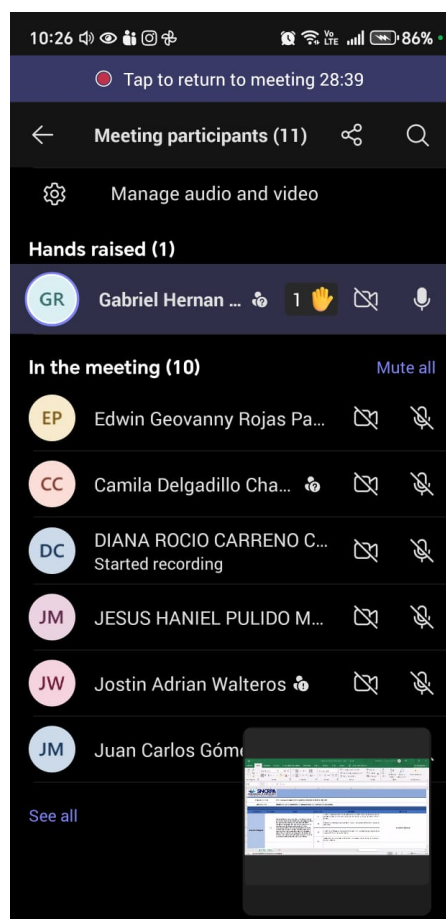 10:26
Vo
LTE
86%
Tap to return to meeting 28:39
Meeting participants (11)
Manage audio and video
Hands raised (1)
GR
Gabriel Hernan ...
1
In the meeting (10)
Mute all
EP
Edwin Geovanny Rojas Pa...
CC
Camila Delgadillo Cha...
DC
DIANA ROCIO CARRENO C...
Started recording
JM
JESUS HANIEL PULIDO M...
JW
Jostin Adrian Walteros
JM
Juan Carlos Góme
See all